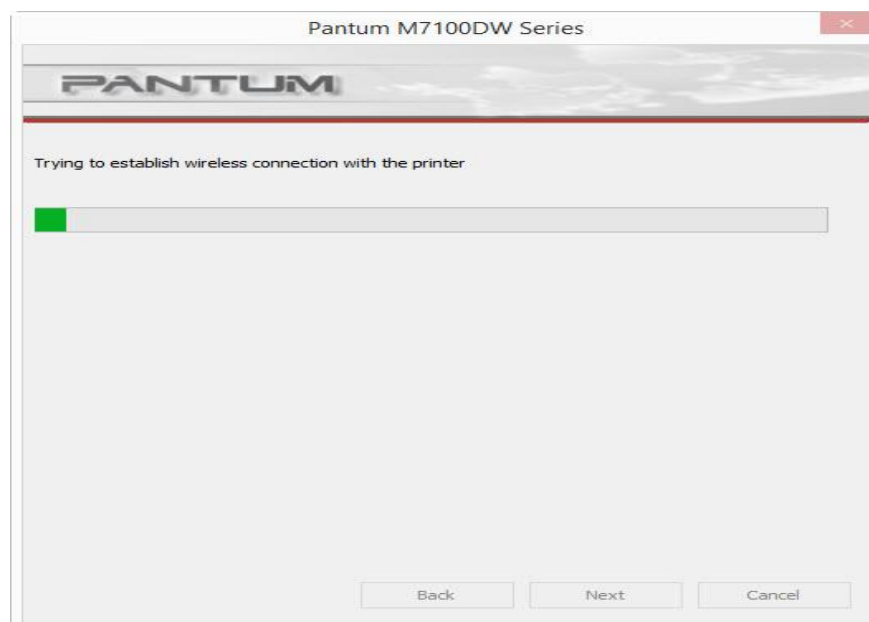 Pantum M7100DW Series
PANTUM
Trying to establish wireless connection with the printer
Back Next Cancel